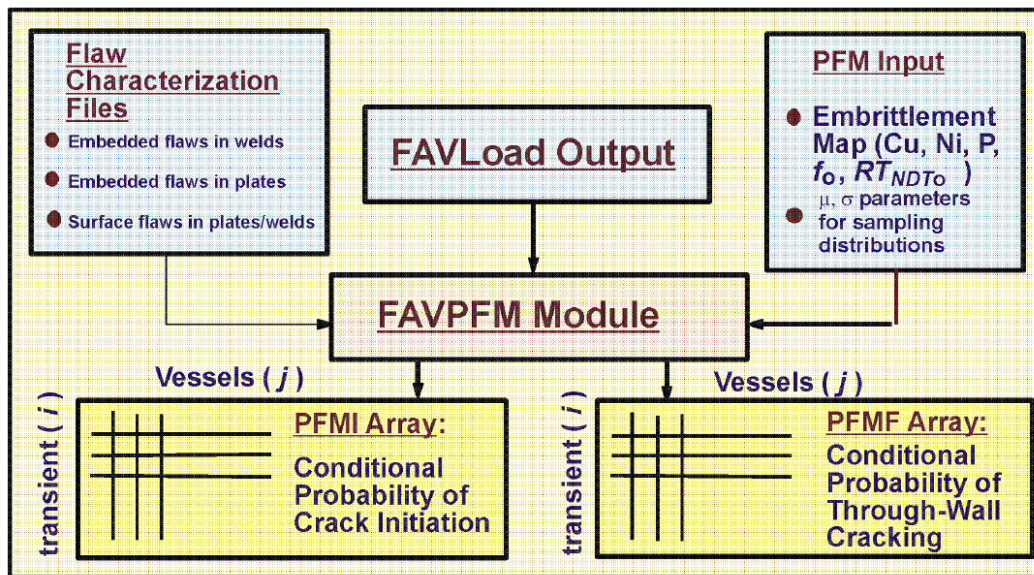 Flaw
Characterization
Files
Embedded flaws in welds
Embedded flaws in plates
Surface flaws in plates/welds
FAVLoad Output
PFM Input
Embrittlement
Map (Cu, Ni, P,
fo, RTNDTo )
μ, σ parameters
for sampling
distributions
FAVPFM Module
Vessels ( j )
transient ( i )
PFMI Array:
Conditional
Probability of
Crack Initiation
Vessels ( j )
transient ( i )
PFMF Array:
Conditional
Probability of
Through-Wall
Cracking